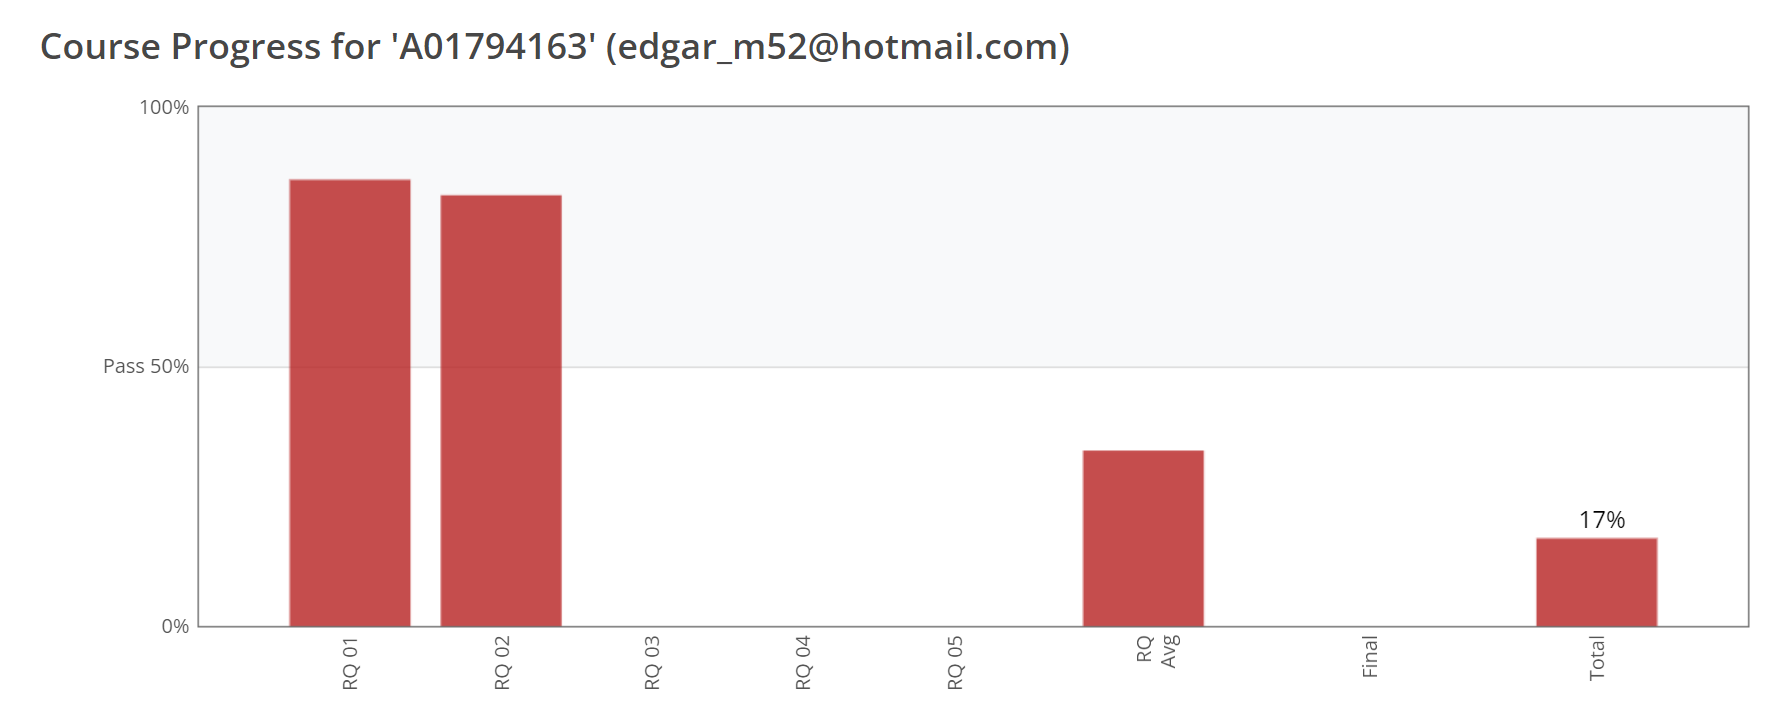 Course Progress for 'A01794163' (edgar_m52@hotmail.com)
100%
Pass 50%
0%
17%
RQ 01
RQ 02
RQ 03
RQ 04
RQ 05
RQ
Avg
Final
Total